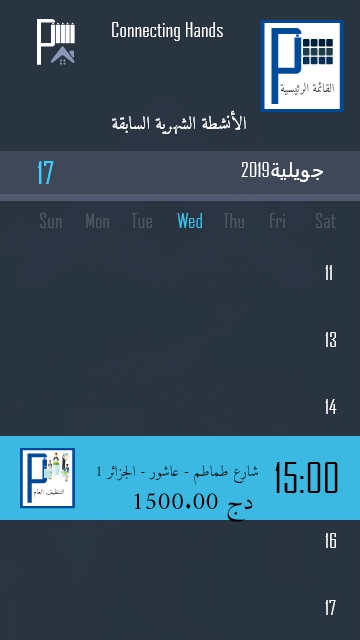 Connecting Hands
القائمة الرئيسية
الأنشطة الشهرية السابقة
17
جويلية2019
Sun Mon Tue Wed Thu Fri Sat
11
13
14
15:00
شارع طماطم - عاشور - الجزائر 1
1500.00 دج
التنظيف العام
16
17